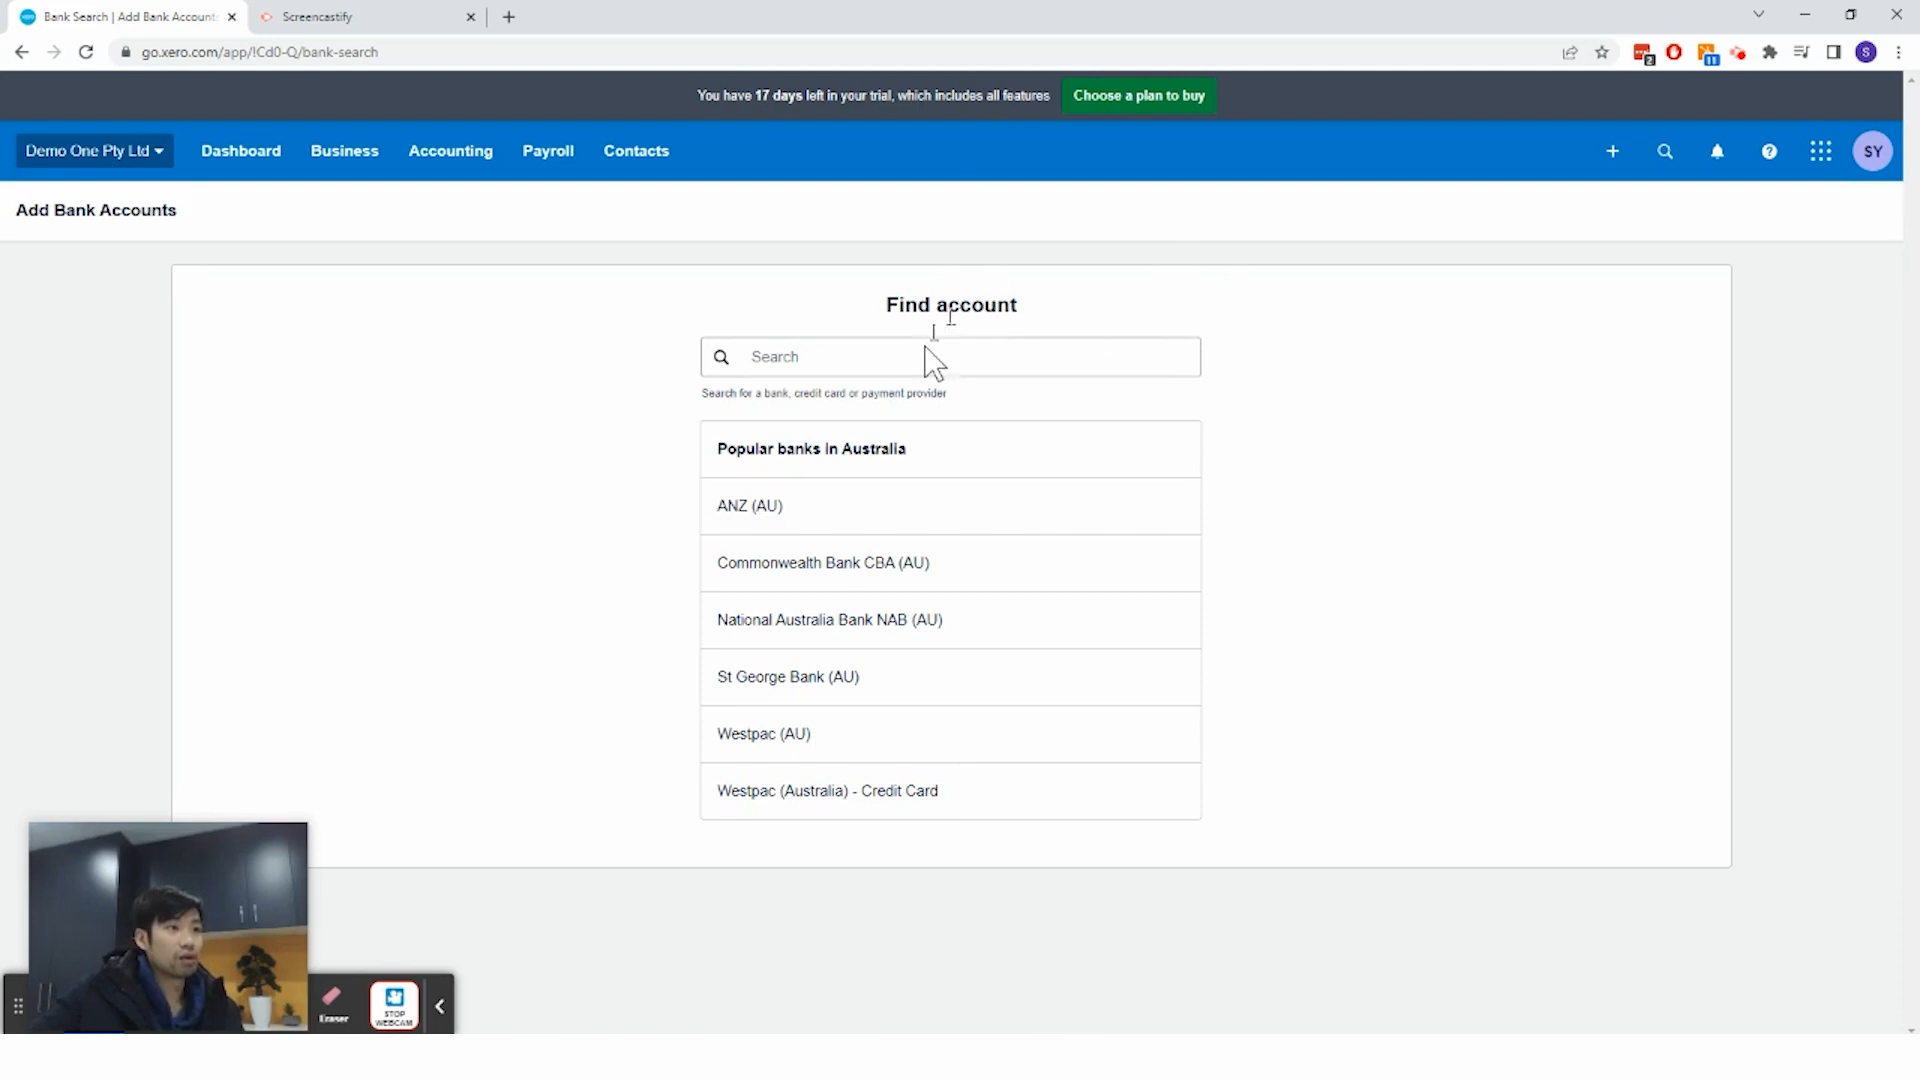 Bank Search | Add Bank Account:
Screencastify
go.xero.com/app/!Cd0-Q/bank-search
2
11
S
You have 17 days left in your trial, which includes all features
Choose a plan to buy
Demo One Pty Ltd
Dashboard
Business
Accounting
Payroll
Contacts
SY
Add Bank Accounts
Find account
Search
Search for a bank, credit card or payment provider
Popular banks in Australia
ANZ (AU)
Commonwealth Bank CBA (AU)
National Australia Bank NAB (AU)
St George Bank (AU)
Westpac (AU)
Westpac (Australia) - Credit Card
Eraser
STOP
WEBCAM